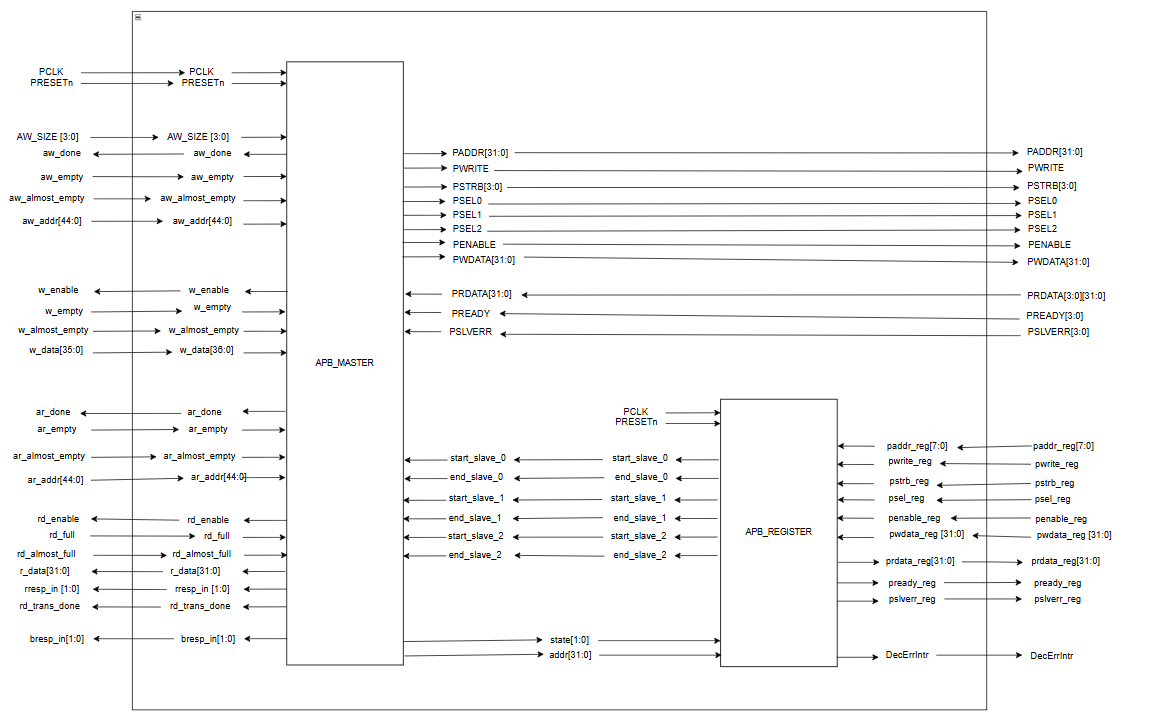 PCLK PCLK
PRESETn PRESETn
AW_SIZE [3:0] AW_SIZE [3:0]
aw_done aw_done
aw_empty aw_empty
aw_almost_empty aw_almost_empty
aw_addr[44:0] aw_addr[44:0]
w_enable w_enable
w_empty w_empty
w_almost_empty w_almost_empty
w_data[35:0] w_data[36:0]
ar_done ar_done
ar_empty ar_empty
ar_almost_empty ar_almost_empty
ar_addr[44:0] ar_addr[44:0]
rd_enable rd_enable
rd_full rd_full
rd_almost_full rd_almost_full
r_data[31:0] r_data[31:0]
rresp_in [1:0] rresp_in [1:0]
rd_trans_done rd_trans_done
bresp_in[1:0] bresp_in[1:0]
APB_MASTER
PADDR[31:0] PADDR[31:0]
PWRITE PWRITE
PSTRB[3:0] PSTRB[3:0]
PSEL0 PSEL0
PSEL1 PSEL1
PSEL2 PSEL2
PENABLE PENABLE
PWDATA[31:0] PWDATA[31:0]
PRDATA[31:0] PRDATA[3:0][31:0]
PREADY PREADY[3:0]
PSLVERR PSLVERR[3:0]
PCLK
PRESETn
start_slave_0 start_slave_0
end_slave_0 end_slave_0
start_slave_1 start_slave_1
end_slave_1 end_slave_1
start_slave_2 start_slave_2
end_slave_2 end_slave_2
state[1:0]
addr[31:0]
APB_REGISTER
paddr_reg[7:0] paddr_reg[7:0]
pwrite_reg pwrite_reg
pstrb_reg pstrb_reg
psel_reg psel_reg
penable_reg penable_reg
pwdata_reg [31:0] pwdata_reg [31:0]
prdata_reg[31:0] prdata_reg[31:0]
pready_reg pready_reg
pslverr_reg pslverr_reg
DecErrIntr DecErrIntr